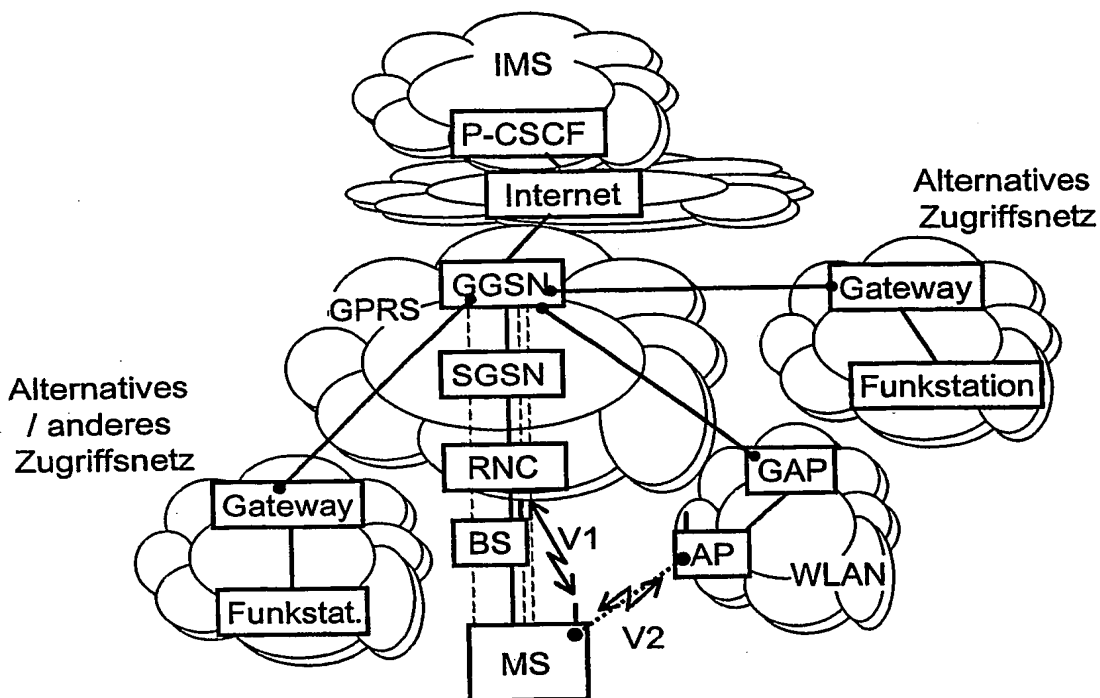 IMS
P-CSCF
Internet
Alternatives
Zugriffsnetz
GGSN
GPRS
Gateway
SGSN
Funkstation
Alternatives
/ anderes
Zugriffsnetz
RNC
GAP
Gateway
BS
V1
AP
WLAN
Funkstat.
V2
MS